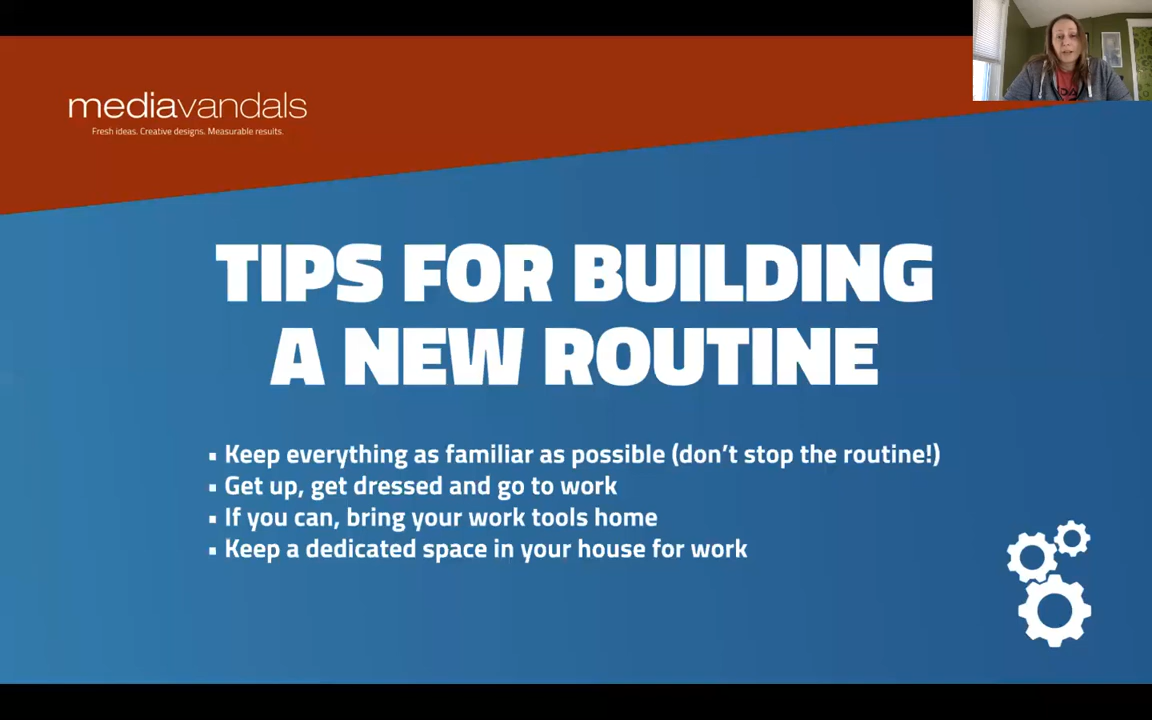 mediavandals
Fresh ideas. Creative designs. Measurable results.
TIPS FOR BUILDING
A NEW ROUTINE
▪ Keep everything as familiar as possible (don't stop the routine!)
▪ Get up, get dressed and go to work
▪ If you can, bring your work tools home
▪ Keep a dedicated space in your house for work